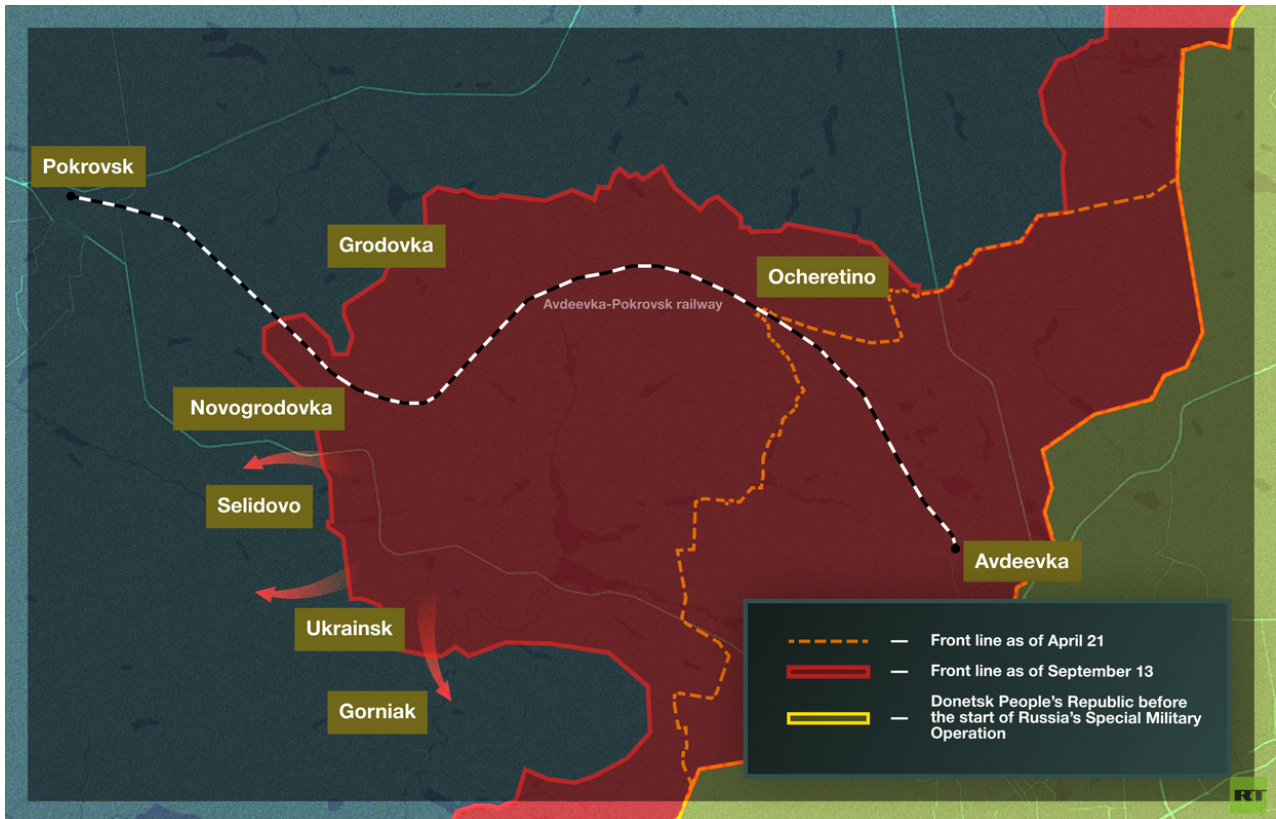 Pokrovsk
Grodovka
Ocheretino
Avdeevka-Pokrovsk railway
Novogrodovka
Selidovo
Avdeevka
Ukrainsk
Gorniak
— Front line as of April 21
— Front line as of September 13
— Donetsk People's Republic before
the start of Russia's Special Military
Operation
RT